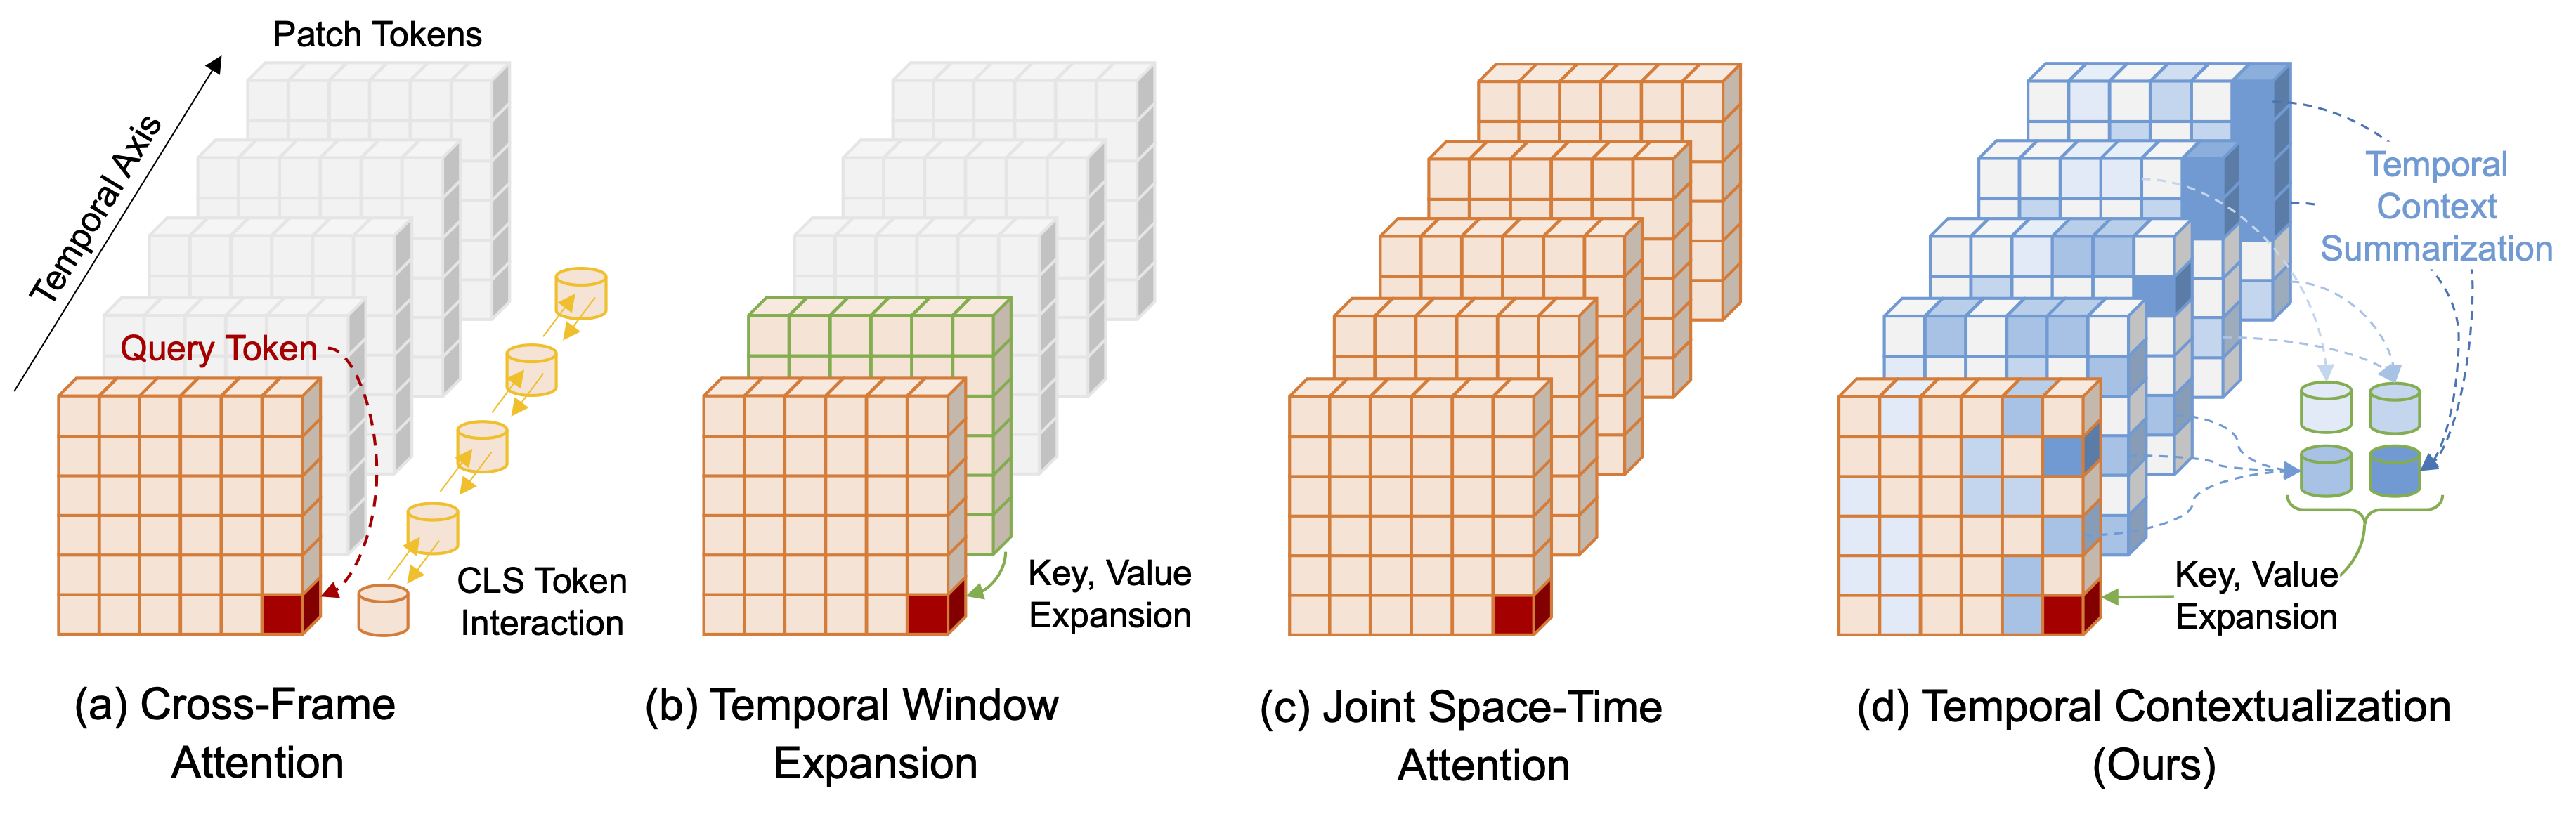 Patch Tokens
Temporal Axis
Query Token
CLS Token
Interaction
(a) Cross-Frame
Attention
Key, Value
Expansion
(b) Temporal Window
Expansion
(c) Joint Space-Time
Attention
Temporal
Context
Summarization
Key, Value
Expansion
(d) Temporal Contextualization
(Ours)